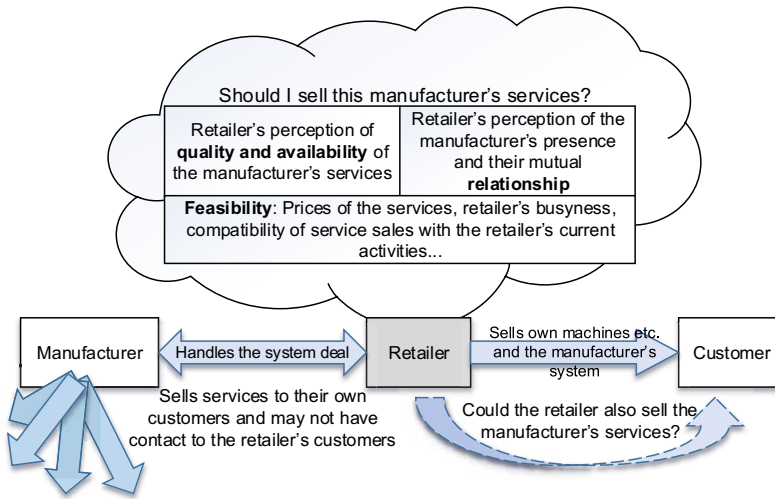 Should I sell this manufacturer's services?
Retailer's perception of
quality and availability of
the manufacturer's services
Retailer's perception of the
manufacturer's presence
and their mutual
relationship
Feasibility: Prices of the services, retailer's busyness,
compatibility of service sales with the retailer's current
activities...
Manufacturer
Handles the system deal
Retailer
Sells own machines etc.
and the manufacturer's
system
Customer
Sells services to their own
customers and may not have
contact to the retailer's customers
Could the retailer also sell the
manufacturer's services?